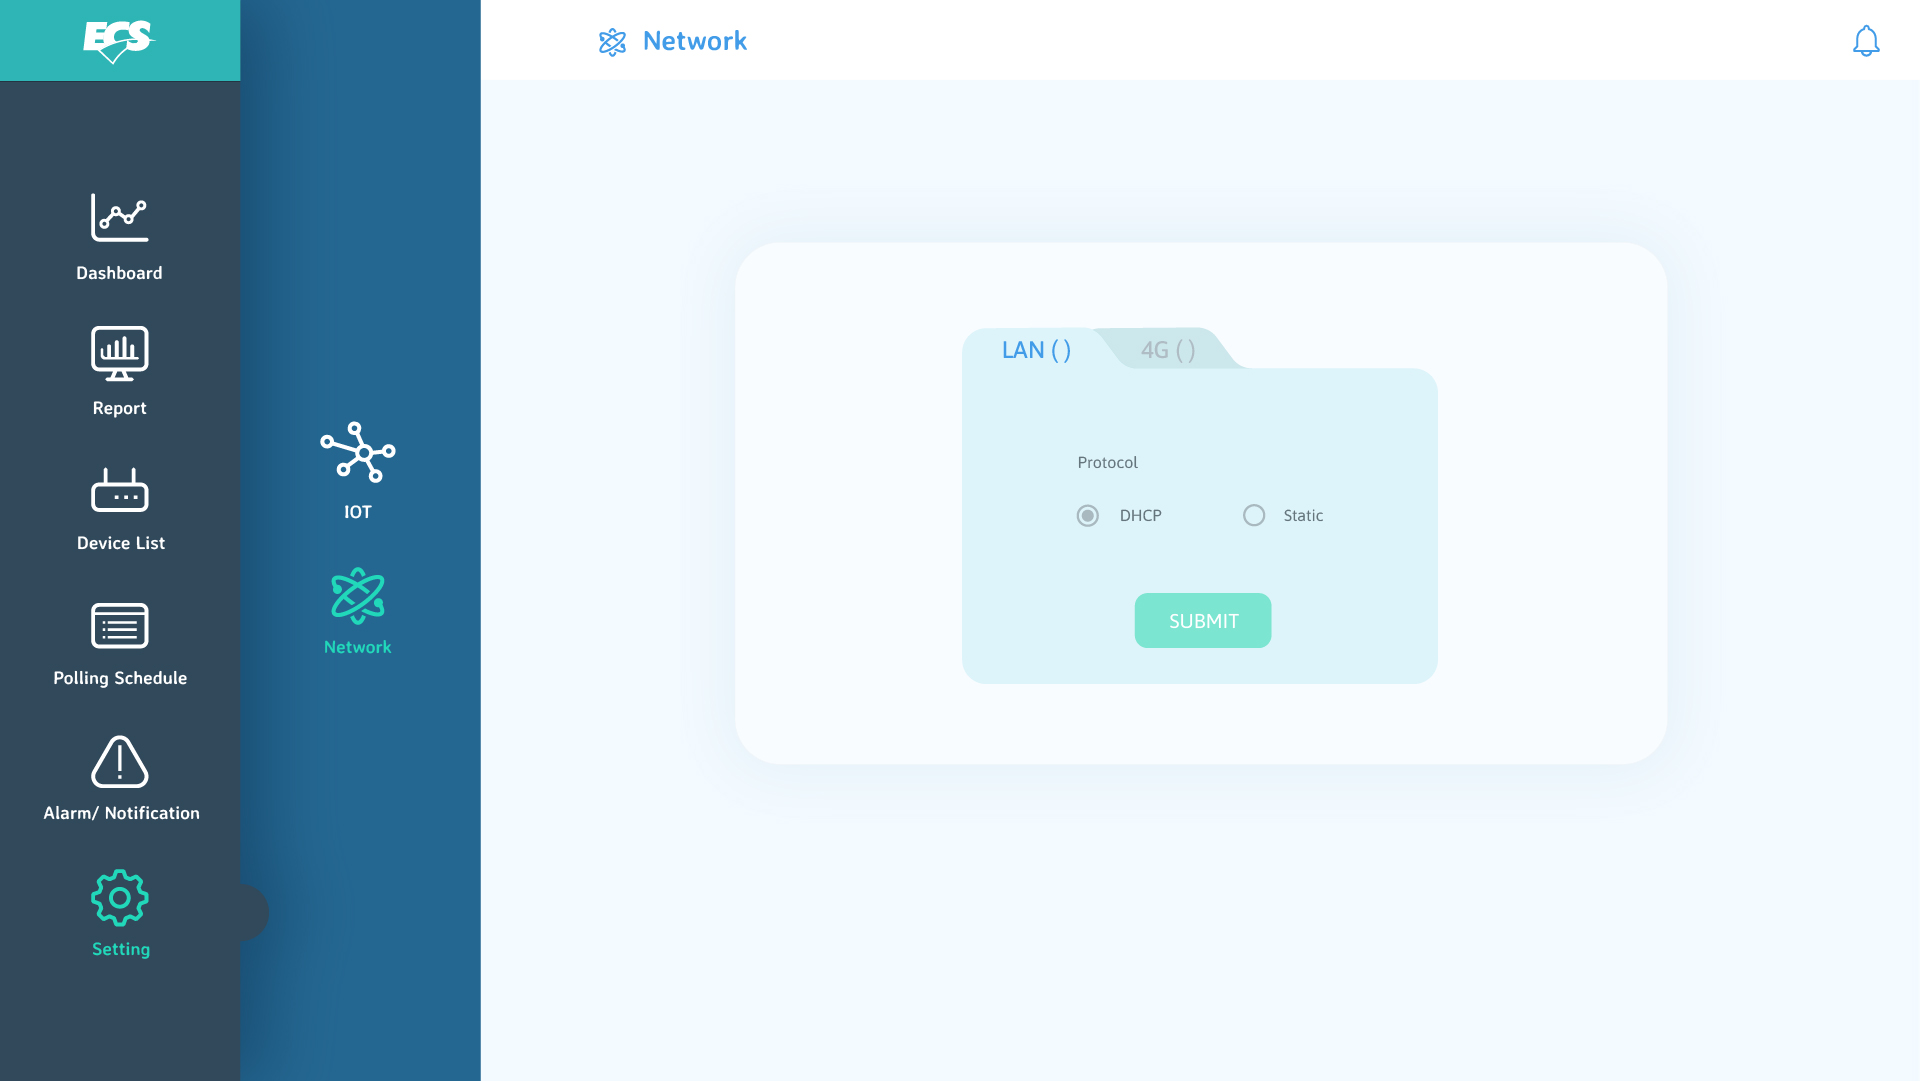 ECS
Dashboard
Report
Device List
Polling Schedule
Alarm/ Notification
Setting
IOT
Network
Network
LAN ( )
4G ( )
Protocol
DHCP
Static
SUBMIT